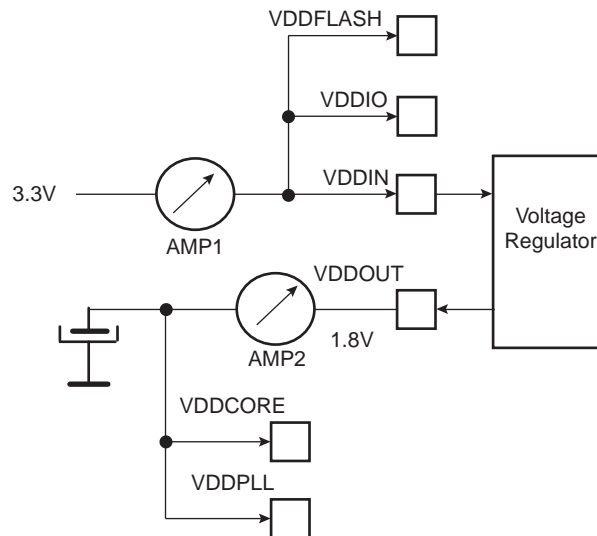 VDDFLASH
VDDIO
VDDIN
3.3V
AMP1
Voltage
Regulator
VDDOUT
1.8V
AMP2
VDDCORE
VDDPLL